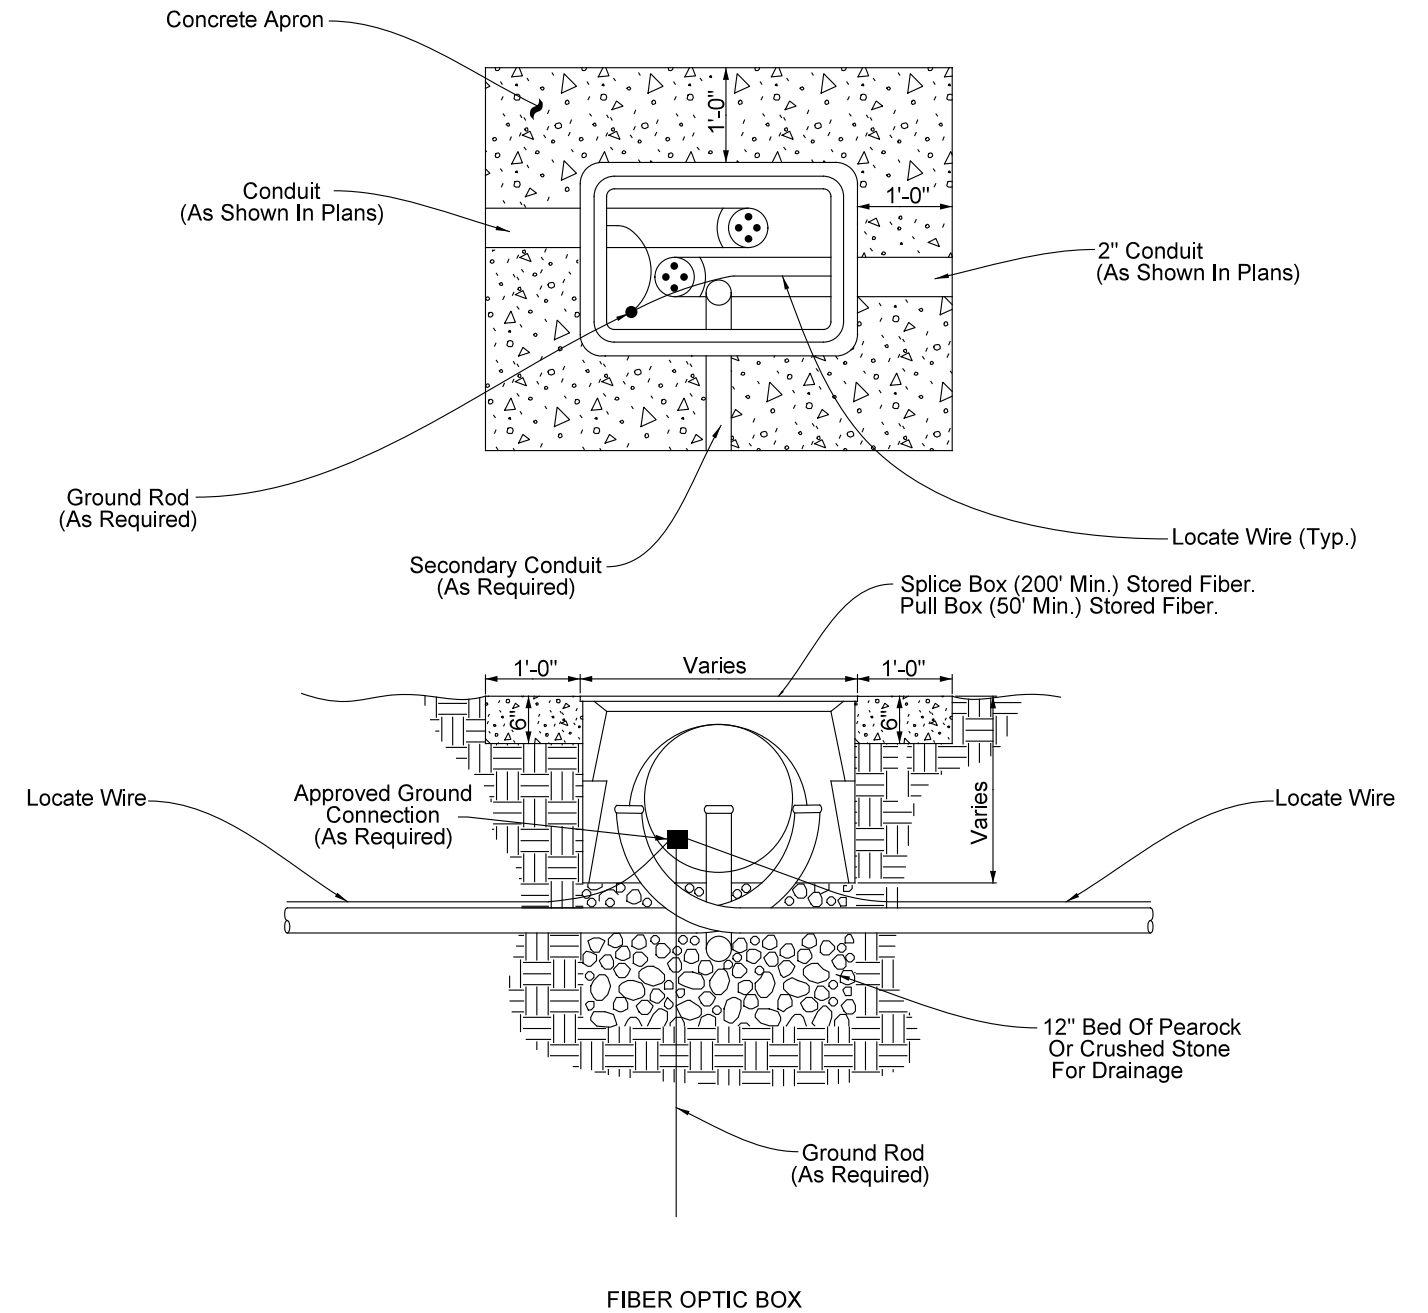 Concrete Apron
1'-0"
Conduit
(As Shown In Plans)
1'-0"
2" Conduit
(As Shown In Plans)
Ground Rod
(As Required)
Locate Wire (Typ.)
Secondary Conduit
(As Required)
Splice Box (200' Min.) Stored Fiber.
Pull Box (50' Min.) Stored Fiber.
1'-0"
Varies
1'-0"
6"
6"
Varies
Locate Wire
Approved Ground
Connection
(As Required)
Locate Wire
12" Bed Of Pearock
Or Crushed Stone
For Drainage
Ground Rod
(As Required)
FIBER OPTIC BOX